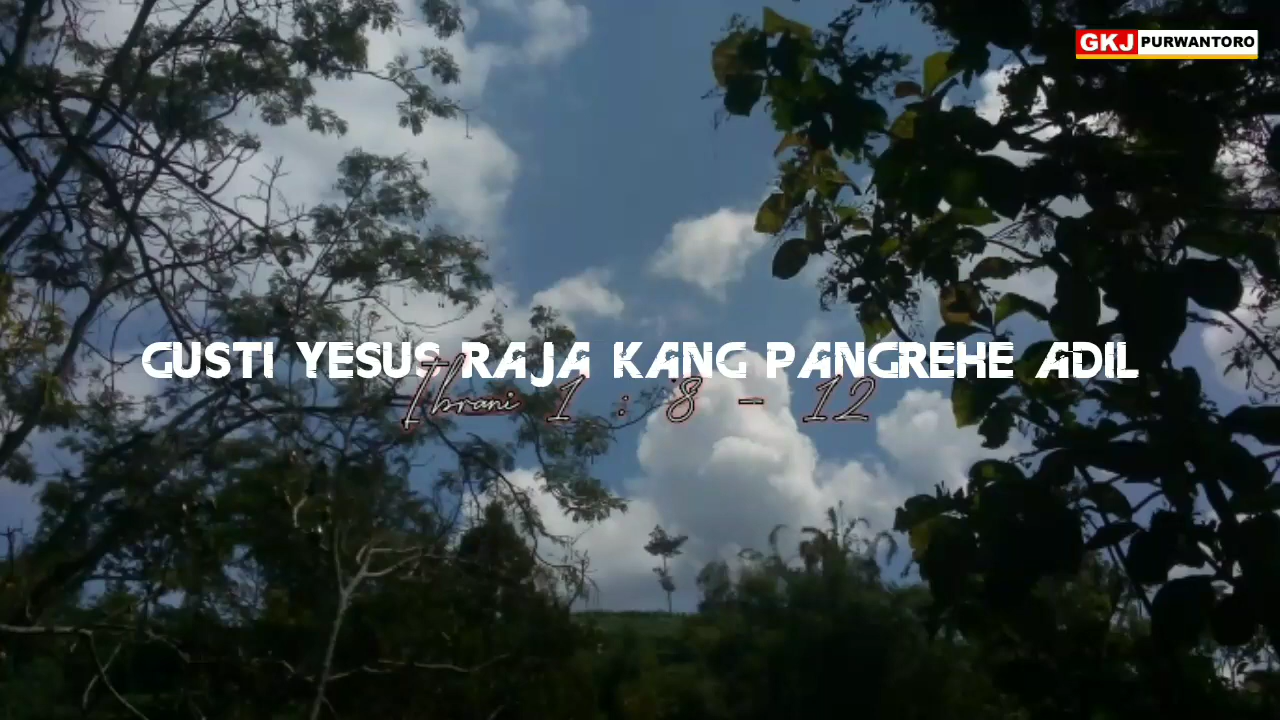 GKJ PURWANTORO
GUSTI YESUS RAJA KANG PANGREHE ADIL
Ibrani 1 : 8 - 12